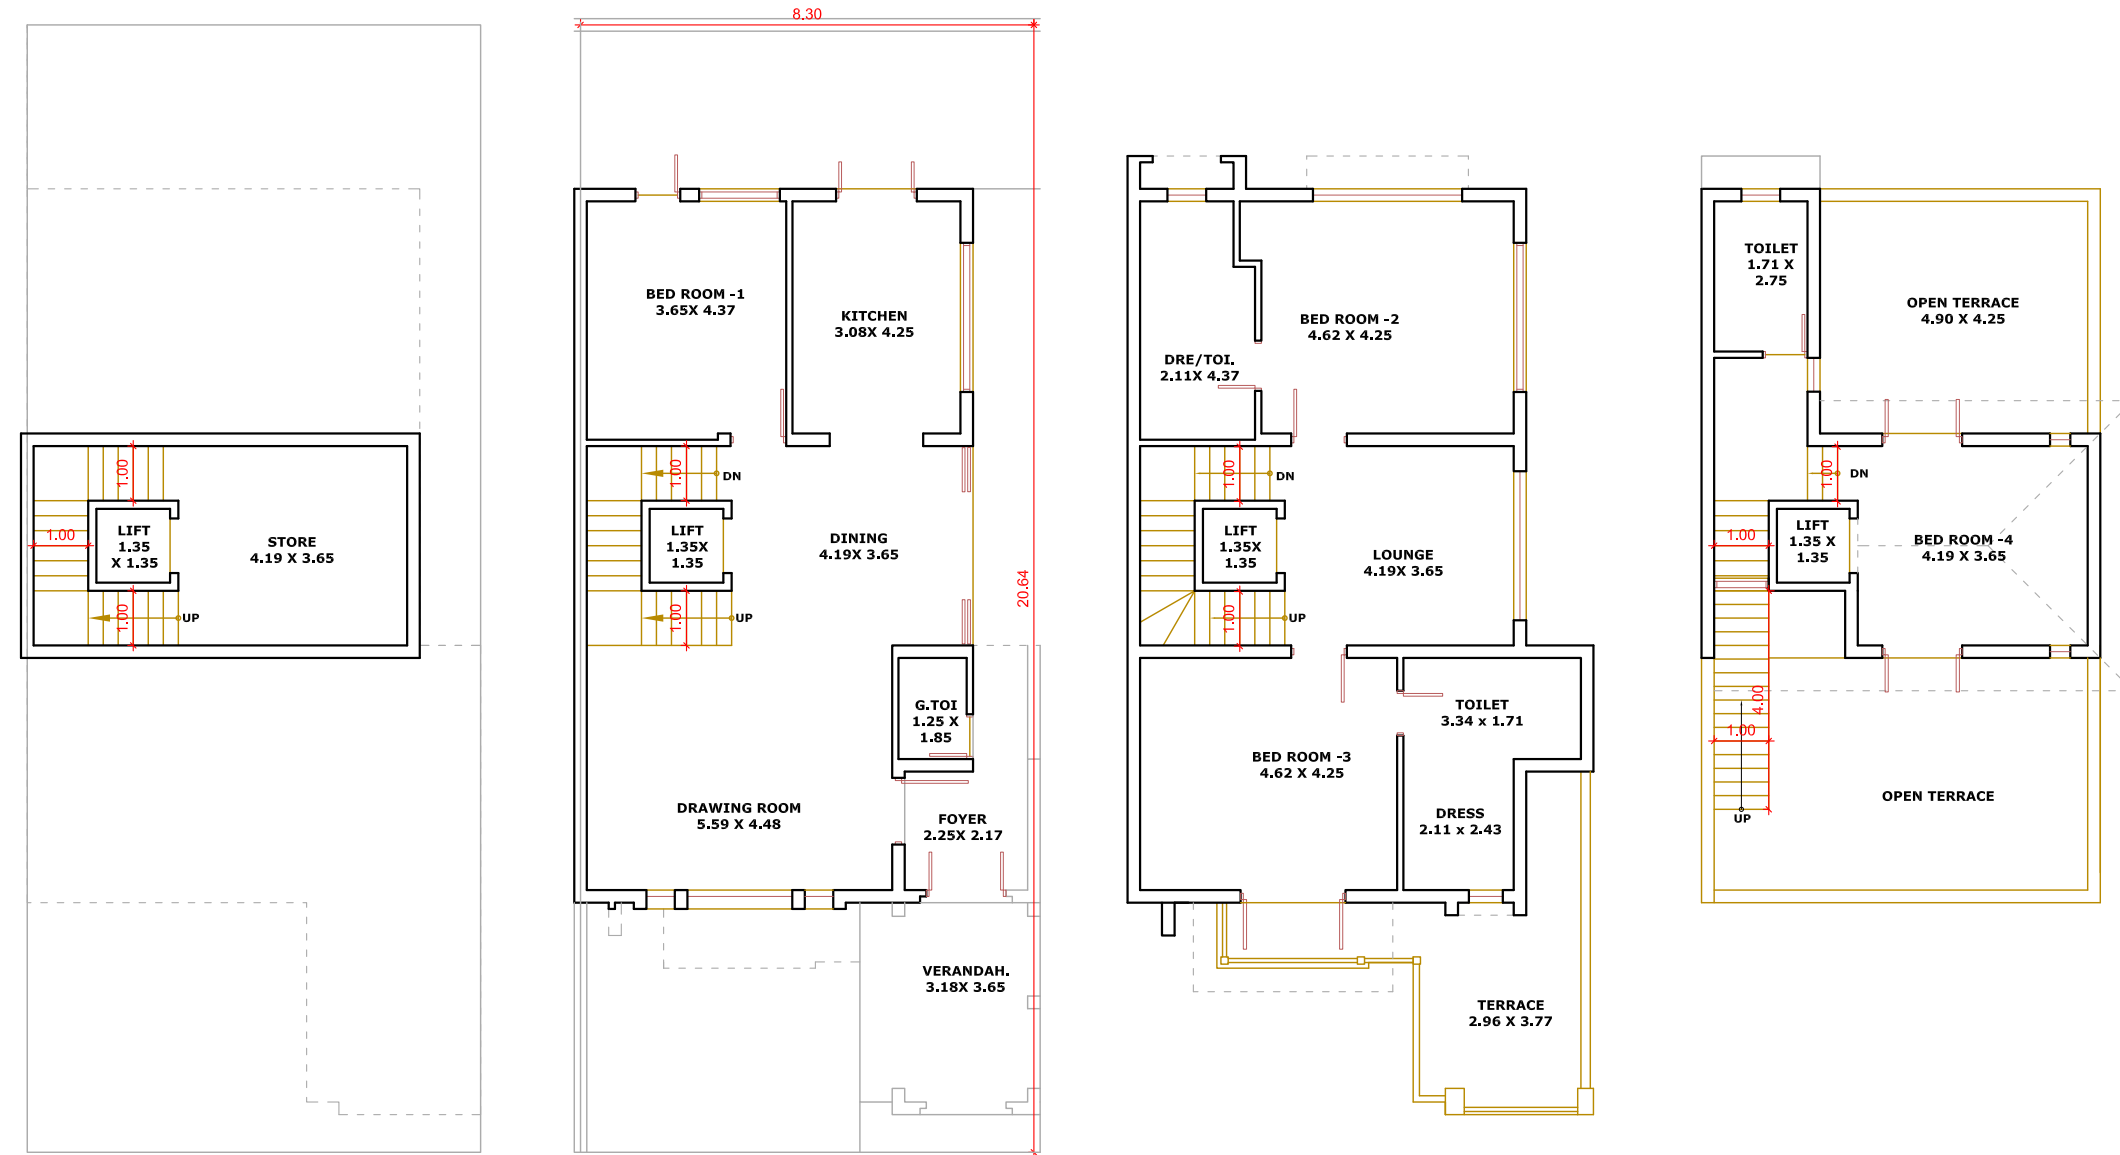 1.00
LIFT
1.35
X 1.35
1.00
STORE
4.19 X 3.65
1.00
UP
8.30
20.64
BED ROOM -1
3.65X 4.37
KITCHEN
3.08X 4.25
1.00
DN
LIFT
1.35X
1.35
DINING
4.19X 3.65
1.00
UP
G.TOI
1.25 X
1.85
DRAWING ROOM
5.59 X 4.48
FOYER
2.25X 2.17
VERANDAH.
3.18X 3.65
BED ROOM -2
4.62 X 4.25
DRE/TOI.
2.11X 4.37
1.00
DN
LIFT
1.35X
1.35
LOUNGE
4.19X 3.65
1.00
UP
TOILET
3.34 x 1.71
BED ROOM -3
4.62 X 4.25
DRESS
2.11 x 2.43
TERRACE
2.96 X 3.77
TOILET
1.71 X
2.75
OPEN TERRACE
4.90 X 4.25
1.00
DN
1.00
LIFT
1.35 X
1.35
BED ROOM -4
4.19 X 3.65
4.00
1.00
UP
OPEN TERRACE